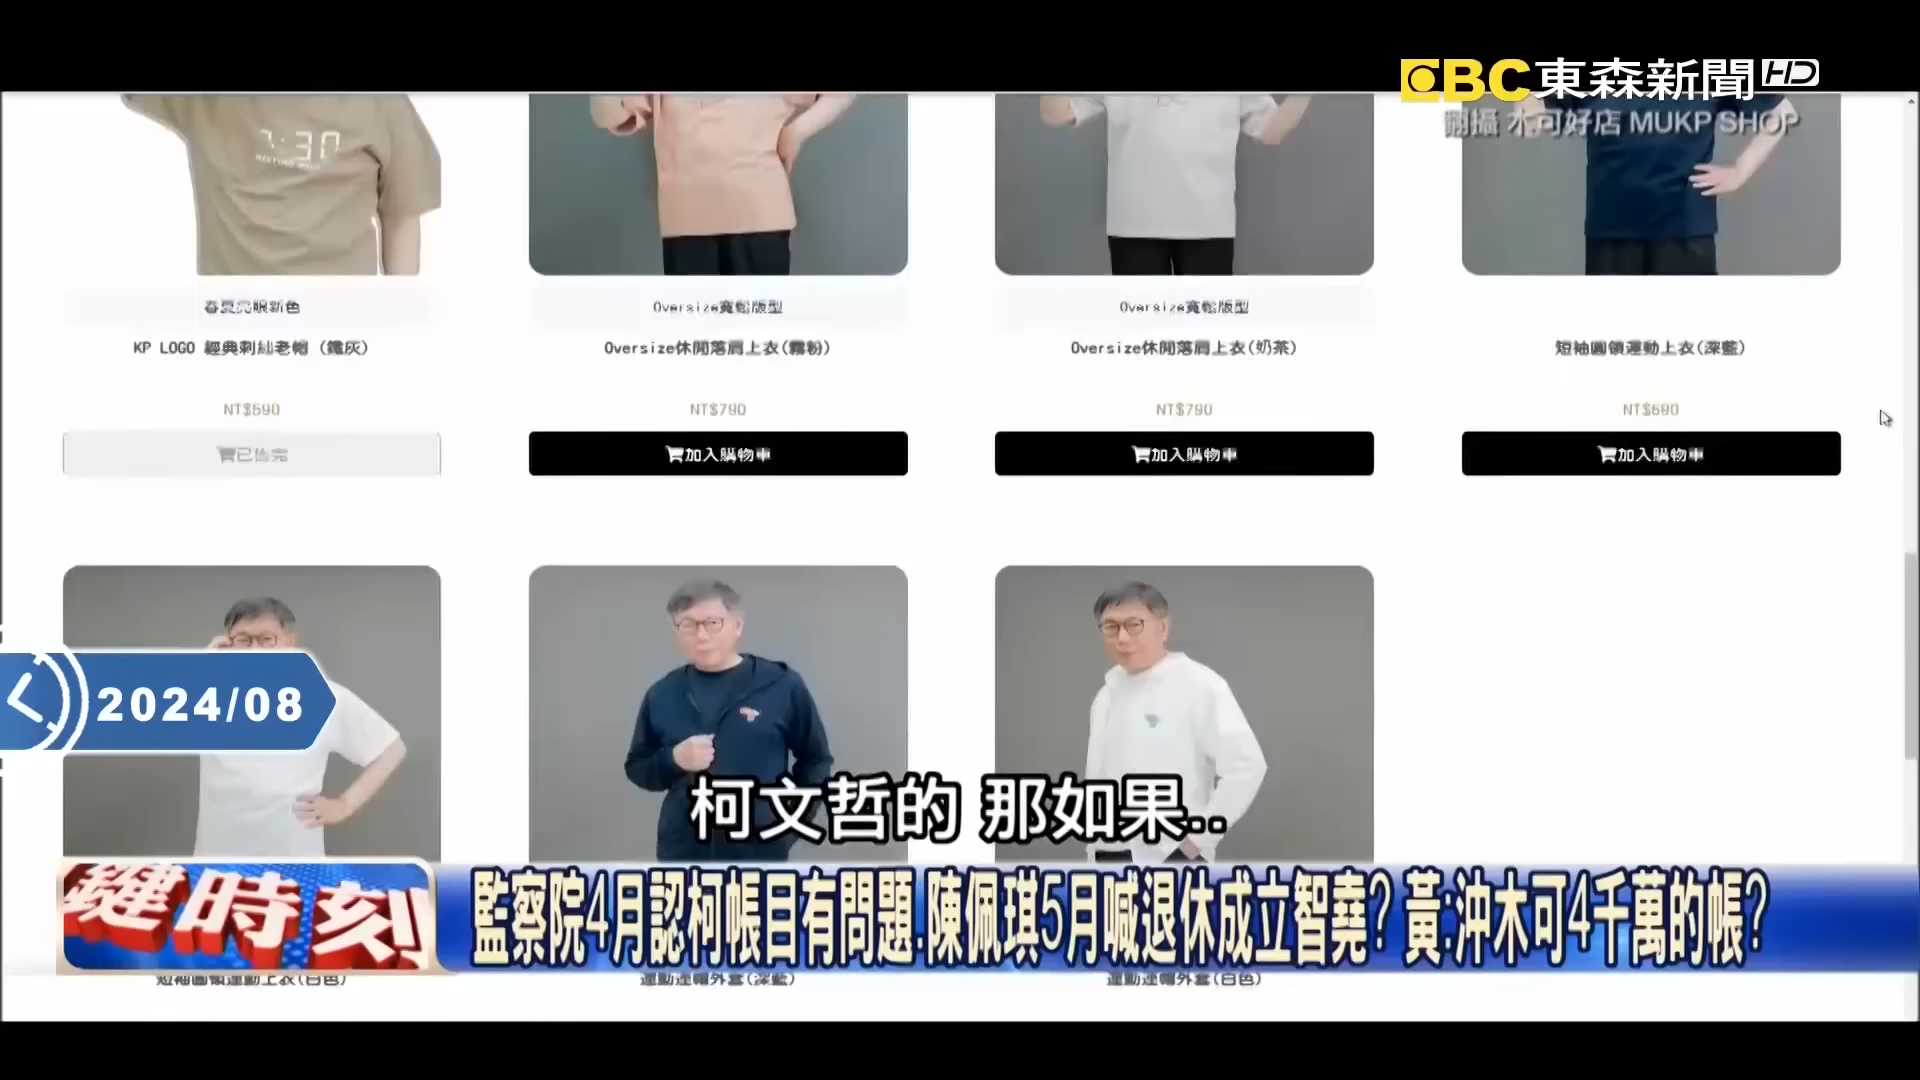 EBC東森新聞HD
翻攝 木可好店 MUKP SHOP
7:30
春夏亮眼新色
Oversize寬鬆版型
Oversize寬鬆版型
KP LOGO 經典刺繡老帽 (鐵灰)
Oversize休閒落肩上衣(霧粉)
Oversize休閒落肩上衣(奶茶)
短袖圓領運動上衣(深藍)
NT$590
NT$790
NT$790
NT$690
已售完
加入購物車
加入購物車
加入購物車
2024/08
柯文哲的 那如果..
鍵時刻
監察院4月認柯帳目有問題.陳佩琪5月喊退休成立智堯? 黃:沖木可4千萬的帳?
短袖圓領運動上衣(白色)
運動連帽外套(深藍)
運動連帽外套(白色)